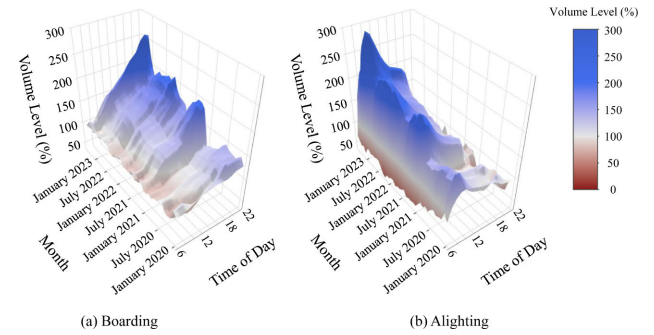 Volume Level (%)
300
250
200
150
100
50
0
300
250
200
150
100
50
Volume Level (%)
January 2023
July 2022
January 2022
July 2021
January 2021
July 2020
January 2020
Month
6
12
18
22
Time of Day
(a) Boarding
300
250
200
150
100
50
Volume Level (%)
January 2023
July 2022
January 2022
July 2021
January 2021
July 2020
January 2020
Month
6
12
18
22
Time of Day
(b) Alighting